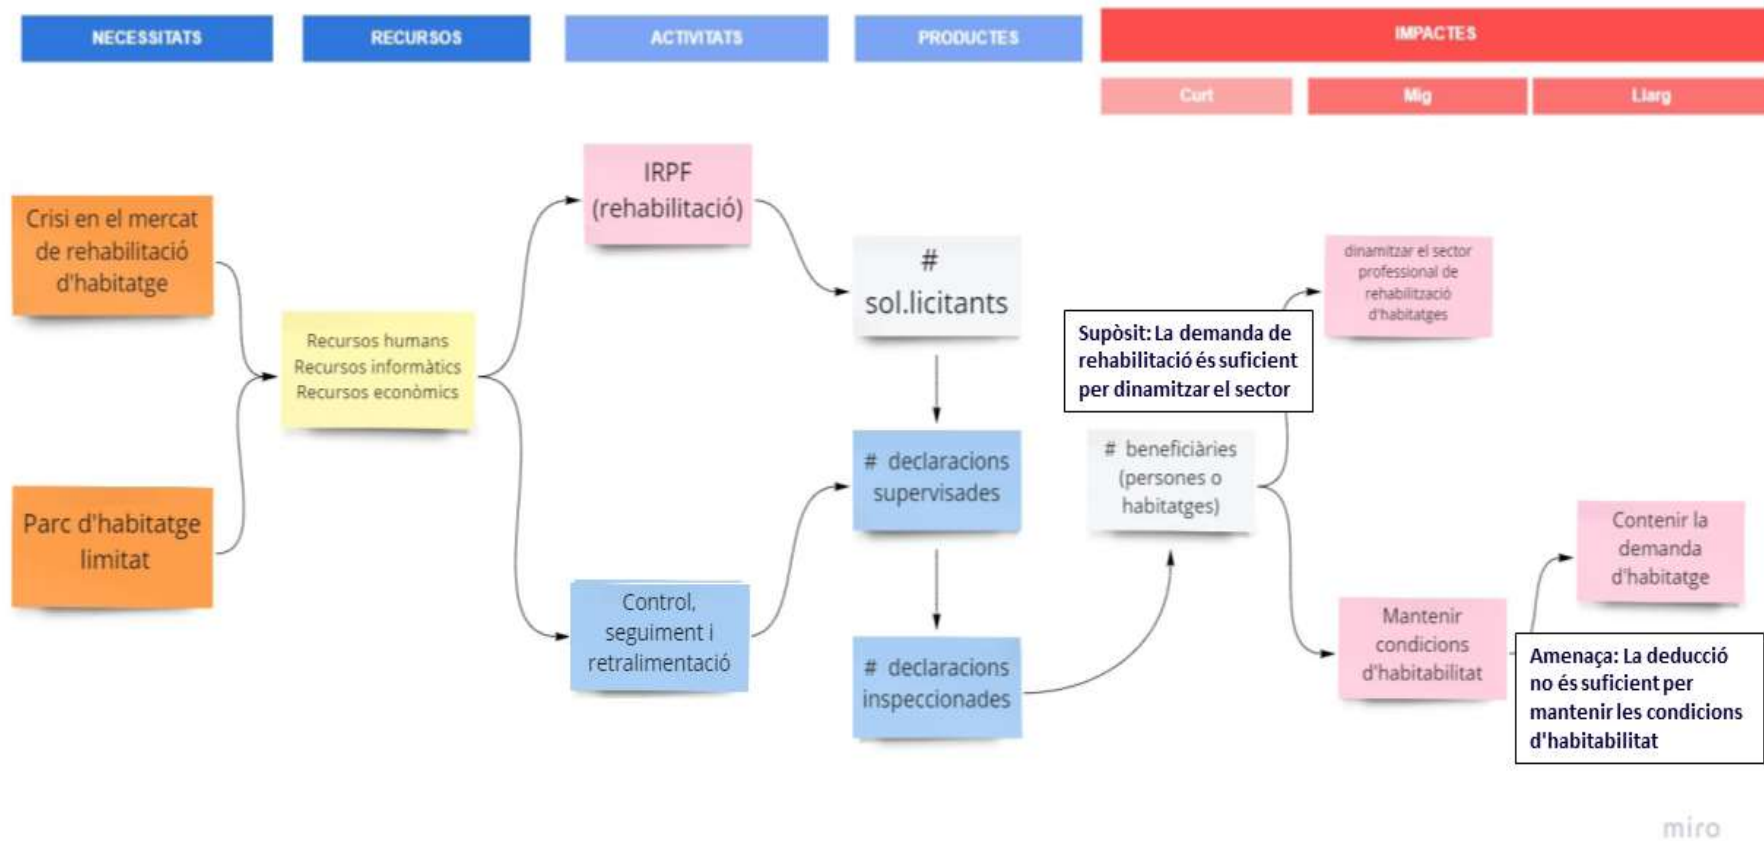 NECESSITATS
RECURSOS
ACTIVITATS
PRODUCTES
IMPACTES
Curt
Mig
Llarg
Crisi en el mercat
de rehabilitació
d'habitatge
Parc d'habitatge
limitat
Recursos humans
Recursos informàtics
Recursos econòmics
IRPF
(rehabilitació)
Control,
seguiment i
retralimentació
#
sol.licitants
# declaracions
supervisades
# declaracions
inspeccionades
# beneficiàries
(persones o
habitatges)
Supòsit: La demanda de
rehabilitació és suficient
per dinamitzar el sector
dinamitzar el sector
professional de
rehabilització
d'habitatges
Mantenir
condicions
d'habitabilitat
Contenir la
demanda
d'habitatge
Amenaça: La deducció
no és suficient per
mantenir les condicions
d'habitabilitat
miro